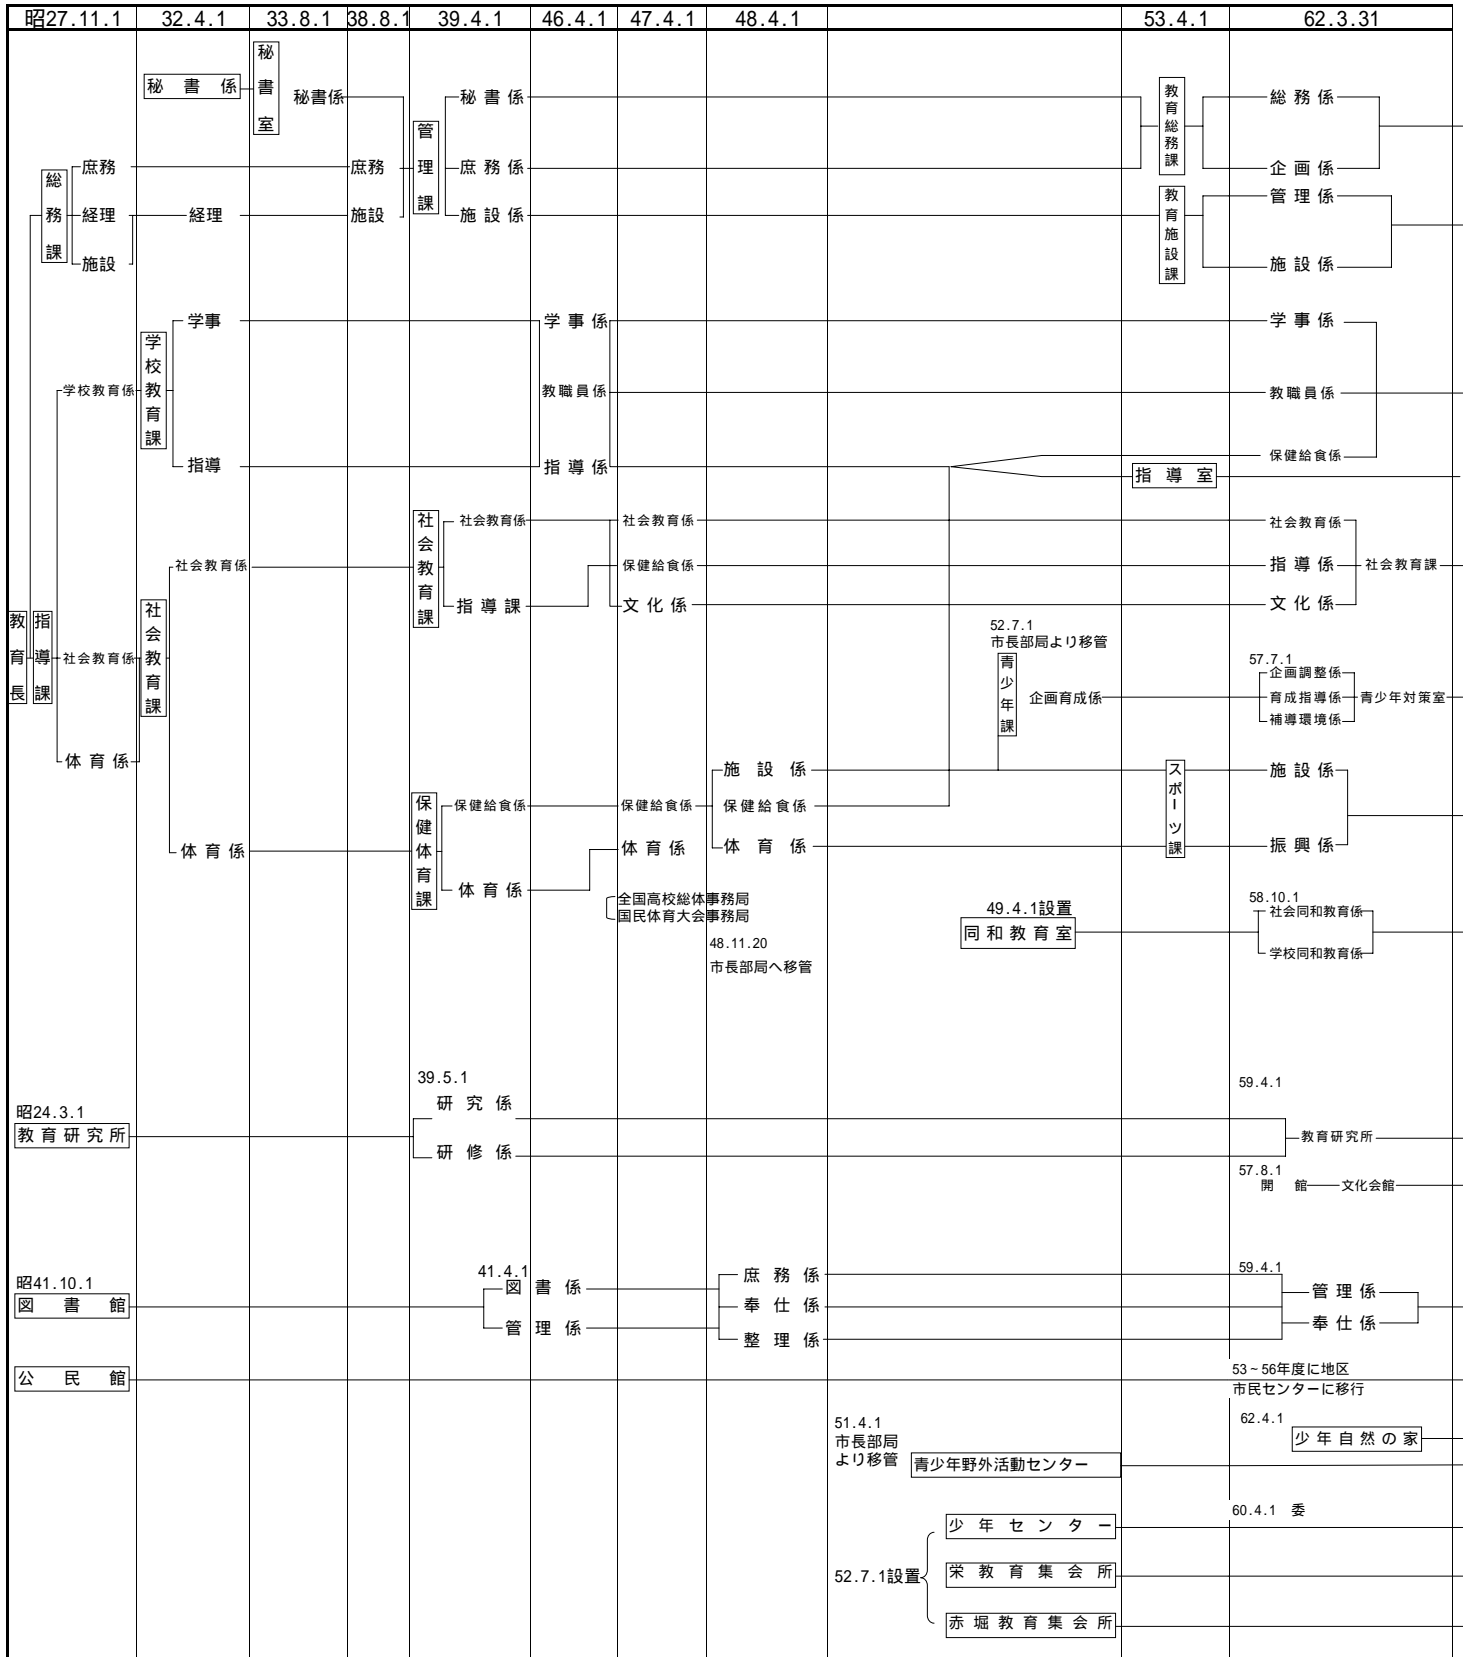 昭27.11.1 32.4.1 33.8.1 38.8.1 39.4.1 46.4.1 47.4.1 48.4.1 53.4.1 62.3.31
秘書係
秘書室
秘書係
管理課
秘書係
教育総務課
総務係
総務課
庶務
庶務
庶務係
企画係
経理
経理
施設
施設係
教育施設課
管理係
施設
施設係
学校教育係
学校教育課
学事
学事係
学事係
教職員係
教職員係
指導
指導係
保健給食係
指導室
社会教育課
社会教育係
社会教育係
社会教育係
社会教育係
保健給食係
指導係
社会教育課
指導課
文化係
文化係
教育長
指導課
社会教育係
社会教育課
52.7.1
市長部局より移管
青少年課
企画育成係
57.7.1
企画調整係
育成指導係
青少年対策室
補導環境係
体育係
体育係
保健体育課
保健給食係
保健給食係
施設係
保健給食係
体育係
スポーツ課
施設係
振興係
体育係
体育係
全国高校総体事務局
国民体育大会事務局
48.11.20
市長部局へ移管
49.4.1設置
同和教育室
58.10.1
社会同和教育係
学校同和教育係
昭24.3.1
教育研究所
39.5.1
研究係
研修係
59.4.1
教育研究所
57.8.1
開館
文化会館
昭41.10.1
図書館
41.4.1
図書係
管理係
庶務係
奉仕係
整理係
59.4.1
管理係
奉仕係
公民館
53~56年度に地区
市民センターに移行
51.4.1
市長部局
より移管
青少年野外活動センター
62.4.1
少年自然の家
52.7.1設置
少年センター
60.4.1 委
栄教育集会所
赤堀教育集会所